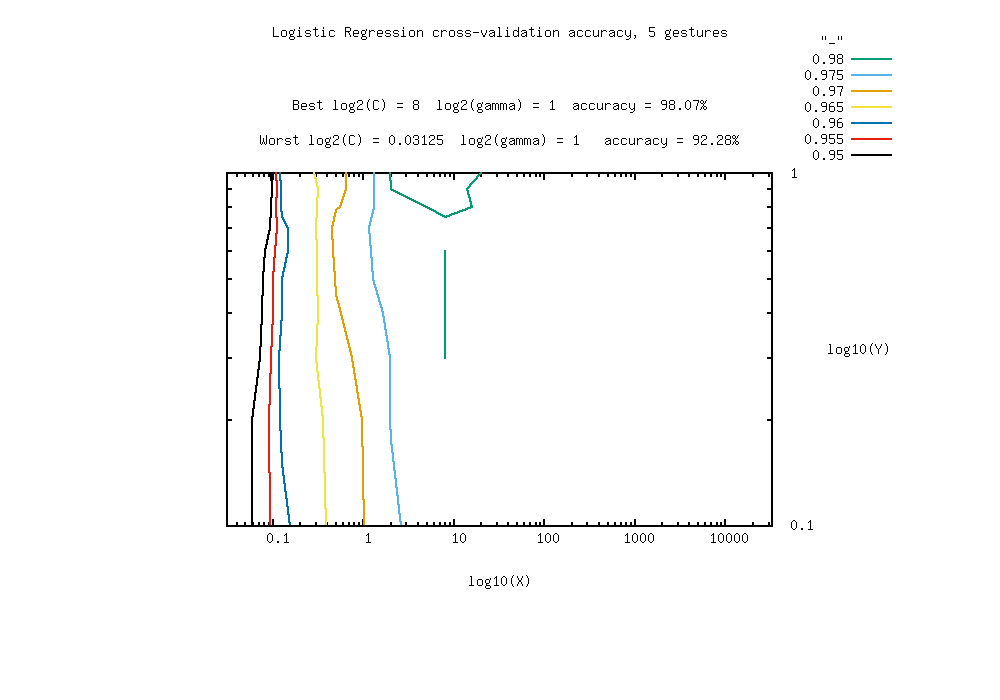 Logistic Regression cross-validation accuracy, 5 gestures
"_"
0.98
0.975
0.97
0.965
0.96
0.955
0.95
Best log2(C) = 8 log2(gamma) = 1 accuracy = 98.07%
Worst log2(C) = 0.03125 log2(gamma) = 1 accuracy = 92.28%
1
log10(Y)
0.1
0.1 1 10 100 1000 10000
log10(X)